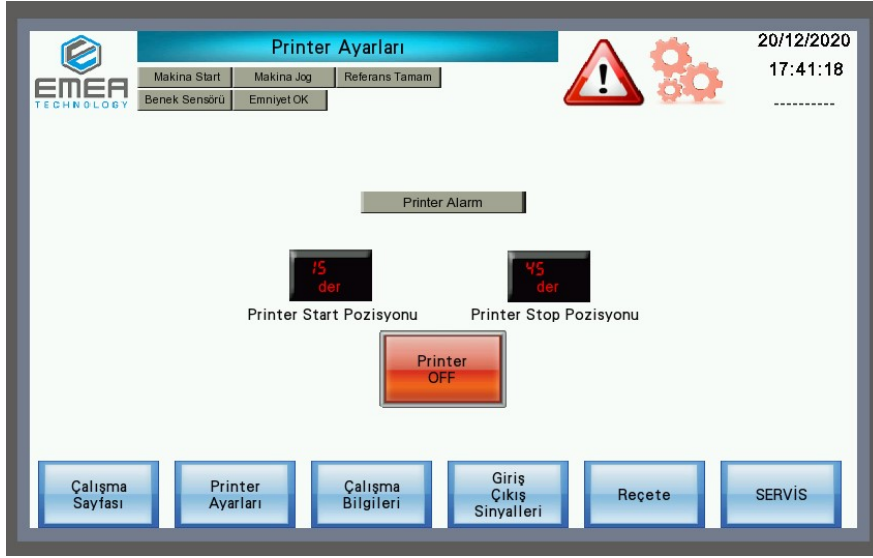 Printer Ayarları
20/12/2020
17:41:18
----------
EMEA
TECHNOLOGY
Makina Start
Makina Jog
Referans Tamam
Benek Sensörü
Emniyet OK
!
Printer Alarm
15
der
45
der
Printer Start Pozisyonu
Printer Stop Pozisyonu
Printer
OFF
Çalışma
Sayfası
Printer
Ayarları
Çalışma
Bilgileri
Giriş
Çıkış
Sinyalleri
Reçete
SERVİS